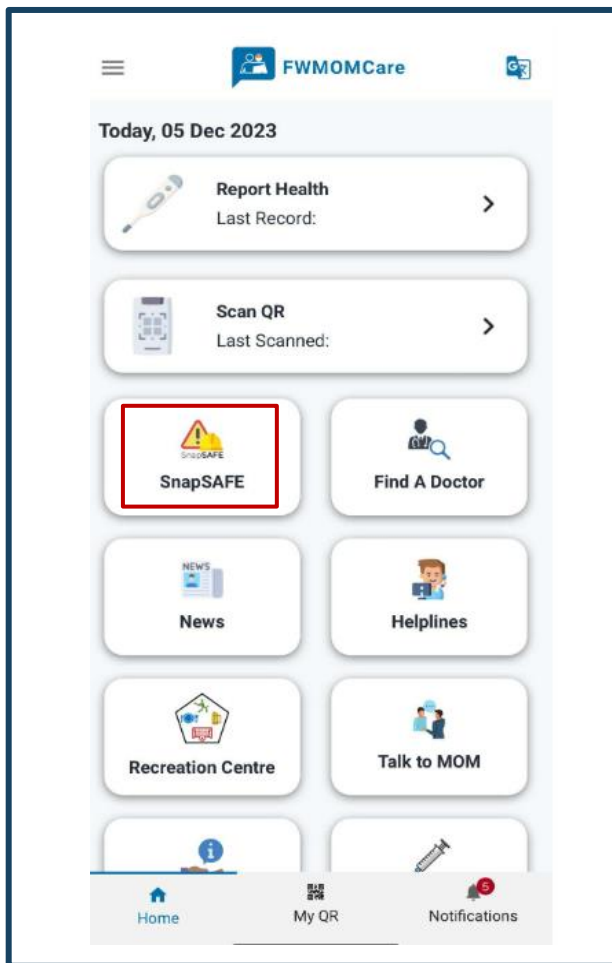 FWMOMCare
Today, 05 Dec 2023
Report Health
Last Record:
Scan QR
Last Scanned:
SnapSAFE
SnapSAFE
Find A Doctor
NEWS
News
Helplines
Recreation Centre
Talk to MOM
i
5
Home
My QR
Notifications